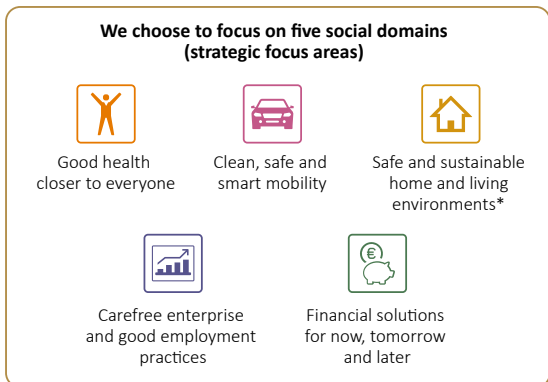 We choose to focus on five social domains
(strategic focus areas)
Good health
closer to everyone
Clean, safe and
smart mobility
Safe and sustainable
home and living
environments*
€
Carefree enterprise
and good employment
practices
Financial solutions
for now, tomorrow
and later